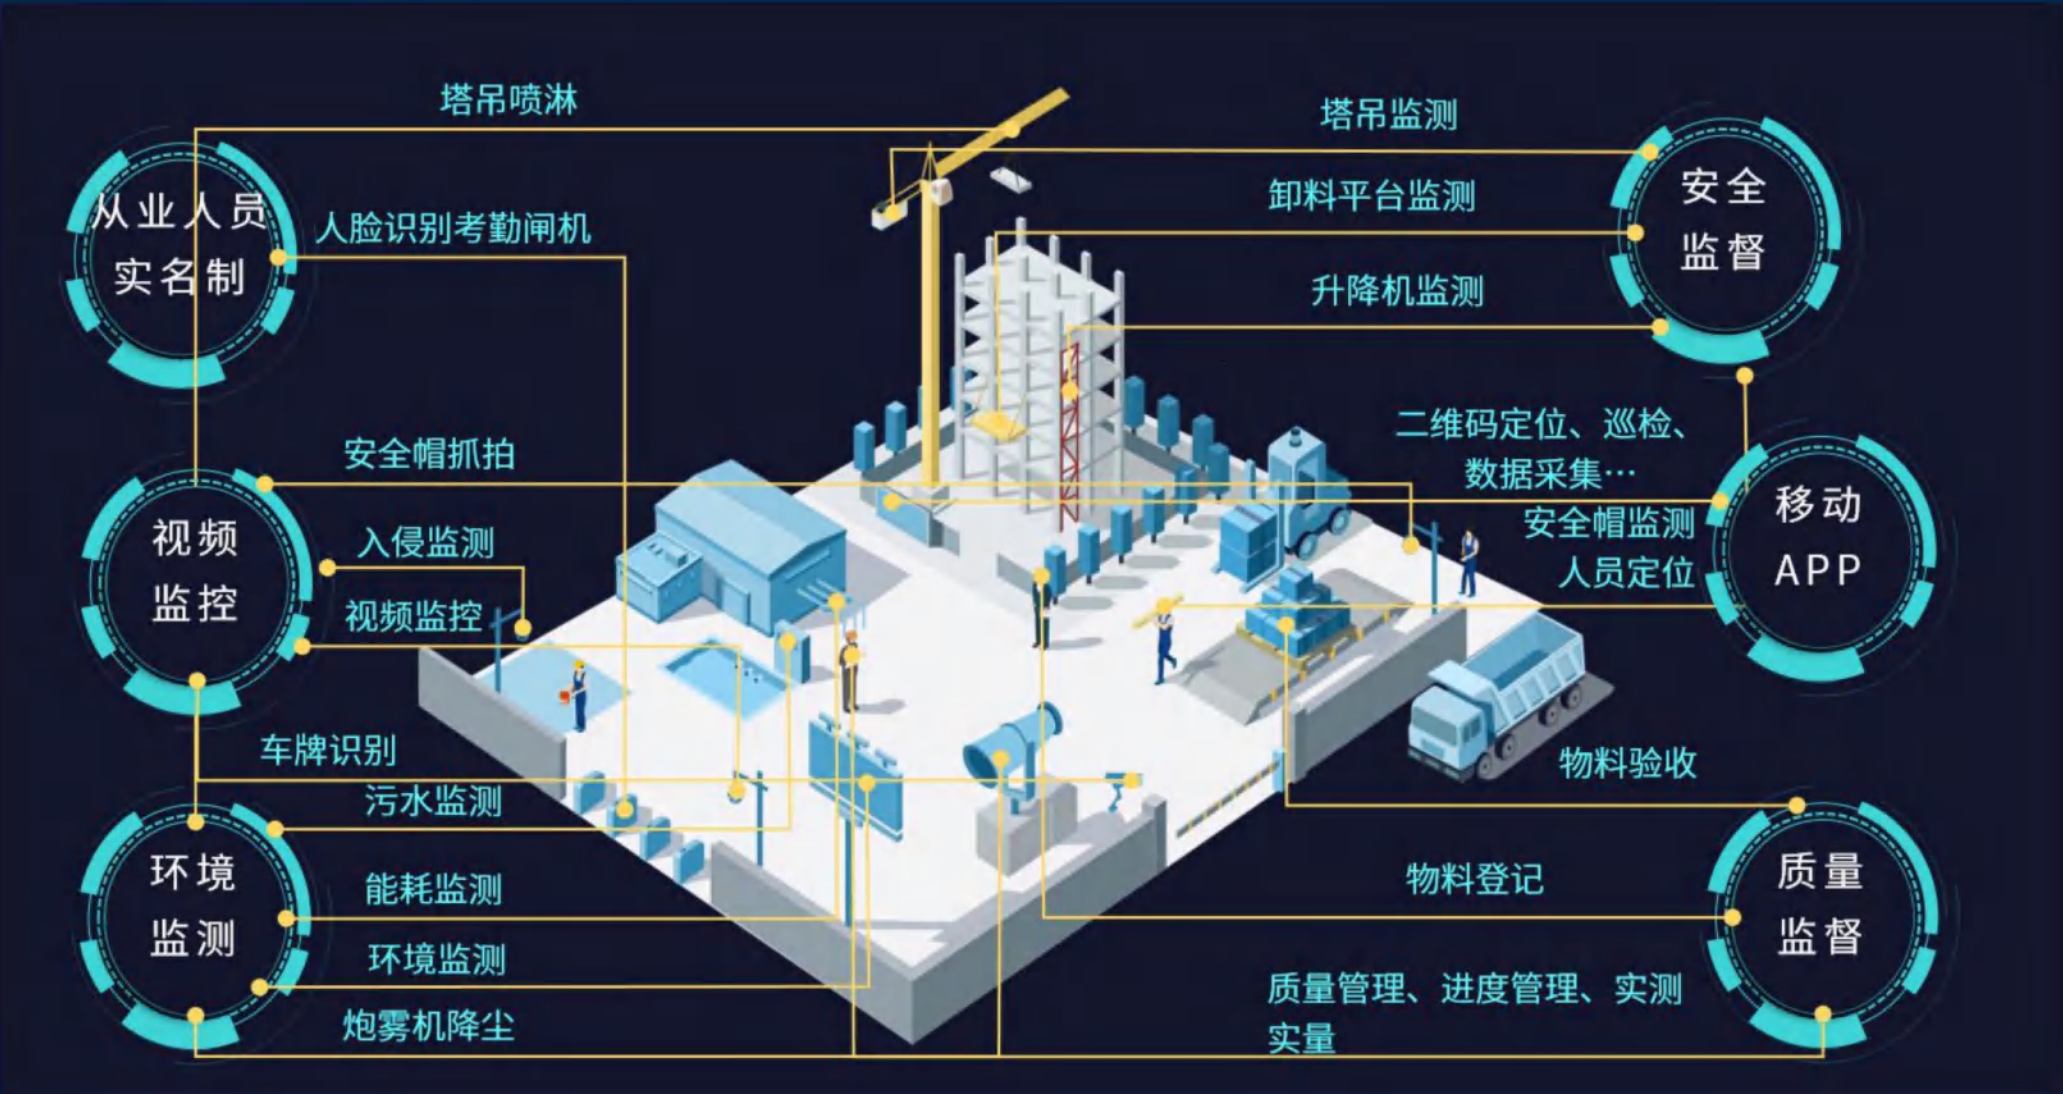 塔吊喷淋
塔吊监测
从业人员
实名制
人脸识别考勤闸机
卸料平台监测
安全
监督
升降机监测
安全帽抓拍
二维码定位、巡检、
数据采集…
视频
监控
入侵监测
视频监控
安全帽监测
人员定位
移动
APP
车牌识别
污水监测
物料验收
环境
监测
能耗监测
环境监测
炮雾机降尘
物料登记
质量
监督
质量管理、进度管理、实测
实量